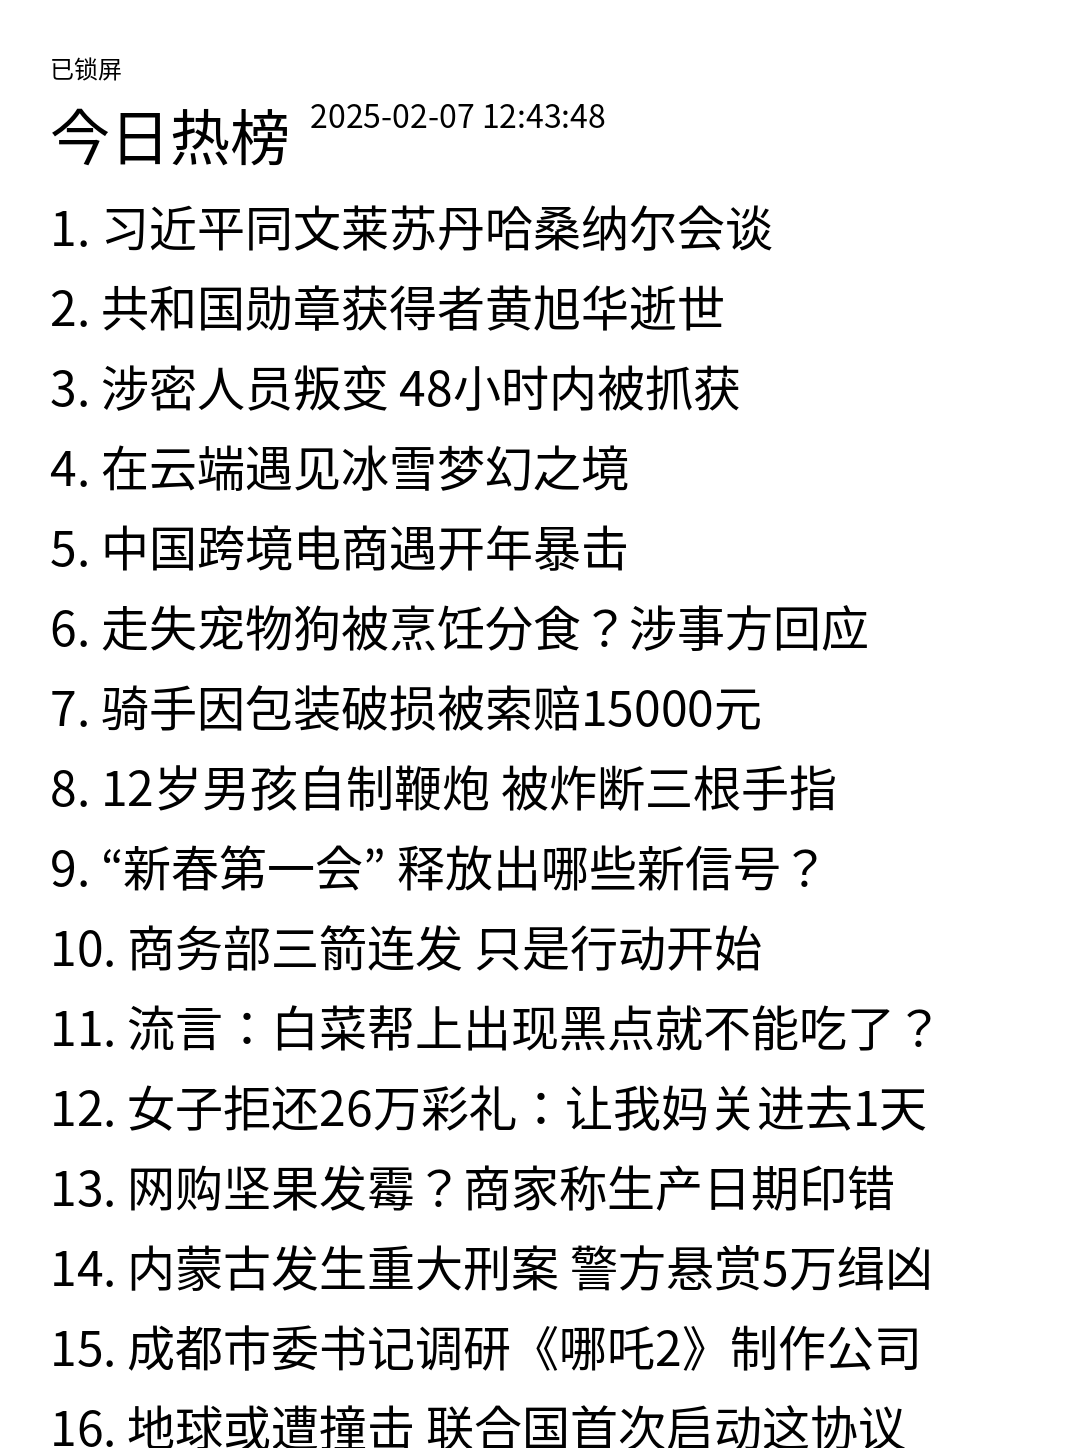 已锁屏
今日热榜 2025-02-07 12:43:48
1. 习近平同文莱苏丹哈桑纳尔会谈
2. 共和国勋章获得者黄旭华逝世
3. 涉密人员叛变 48小时内被抓获
4. 在云端遇见冰雪梦幻之境
5. 中国跨境电商遇开年暴击
6. 走失宠物狗被烹饪分食？涉事方回应
7. 骑手因包装破损被索赔15000元
8. 12岁男孩自制鞭炮 被炸断三根手指
9. “新春第一会” 释放出哪些新信号？
10. 商务部三箭连发 只是行动开始
11. 流言：白菜帮上出现黑点就不能吃了？
12. 女子拒还26万彩礼：让我妈关进去1天
13. 网购坚果发霉？商家称生产日期印错
14. 内蒙古发生重大刑案 警方悬赏5万缉凶
15. 成都市委书记调研《哪吒2》制作公司
16. 地球或遭撞击 联合国首次启动这协议